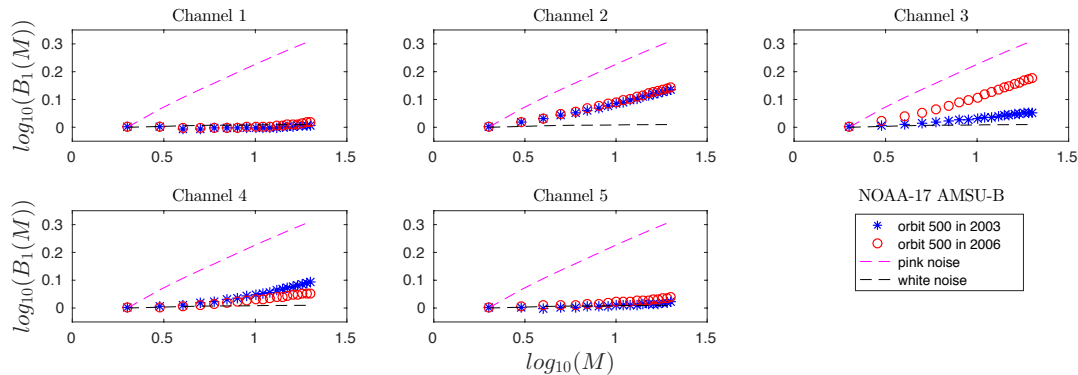 Channel 1
Channel 2
Channel 3
log10(B1(M))
0.3
0.2
0.1
0
0 0.5 1 1.5
0.3
0.2
0.1
0
0 0.5 1 1.5
0.3
0.2
0.1
0
0 0.5 1 1.5
Channel 4
Channel 5
NOAA-17 AMSU-B
log10(B1(M))
0.3
0.2
0.1
0
0 0.5 1 1.5
0.3
0.2
0.1
0
0 0.5 1 1.5
log10(M)
orbit 500 in 2003
orbit 500 in 2006
pink noise
white noise